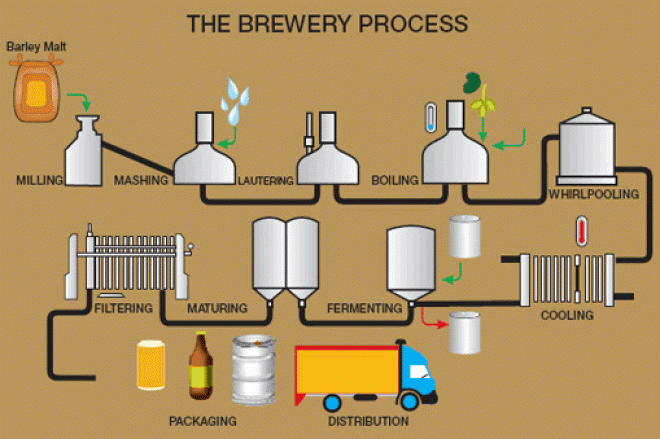 THE BREWERY PROCESS
Barley Malt
MILLING
MASHING
LAUTERING
BOILING
WHIRLPOOLING
FILTERING
MATURING
FERMENTING
COOLING
PACKAGING
DISTRIBUTION